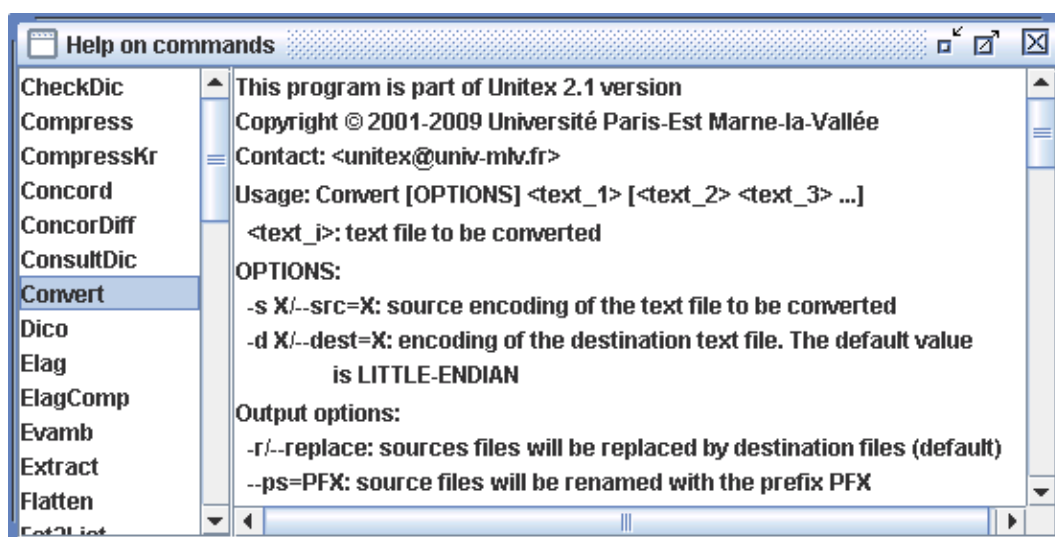 Help on commands
CheckDic
Compress
CompressKr
Concord
ConcorDiff
ConsultDic
Convert
Dico
Elag
ElagComp
Evamb
Extract
Flatten
This program is part of Unitex 2.1 version
Copyright © 2001-2009 Université Paris-Est Marne-la-Vallée
Contact: <unitex@univ-mlv.fr>
Usage: Convert [OPTIONS] <text_1> [<text_2> <text_3> ...]
<text_i>: text file to be converted
OPTIONS:
-s X/--src=X: source encoding of the text file to be converted
-d X/--dest=X: encoding of the destination text file. The default value
is LITTLE-ENDIAN
Output options:
-r/--replace: sources files will be replaced by destination files (default)
--ps=PFX: source files will be renamed with the prefix PFX